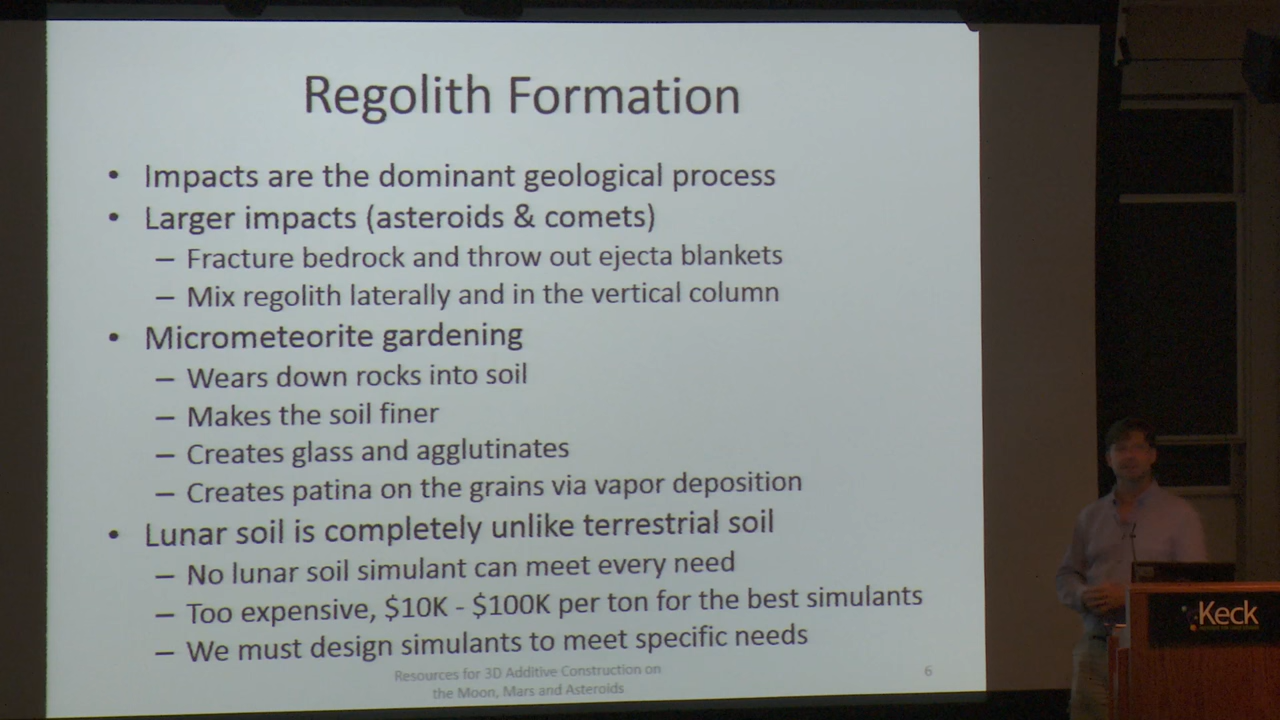 Regolith Formation
• Impacts are the dominant geological process
• Larger impacts (asteroids & comets)
– Fracture bedrock and throw out ejecta blankets
– Mix regolith laterally and in the vertical column
• Micrometeorite gardening
– Wears down rocks into soil
– Makes the soil finer
– Creates glass and agglutinates
– Creates patina on the grains via vapor deposition
• Lunar soil is completely unlike terrestrial soil
– No lunar soil simulant can meet every need
– Too expensive, $10K - $100K per ton for the best simulants
– We must design simulants to meet specific needs
Resources for 3D Additive Construction on
the Moon, Mars and Asteroids
6
Keck